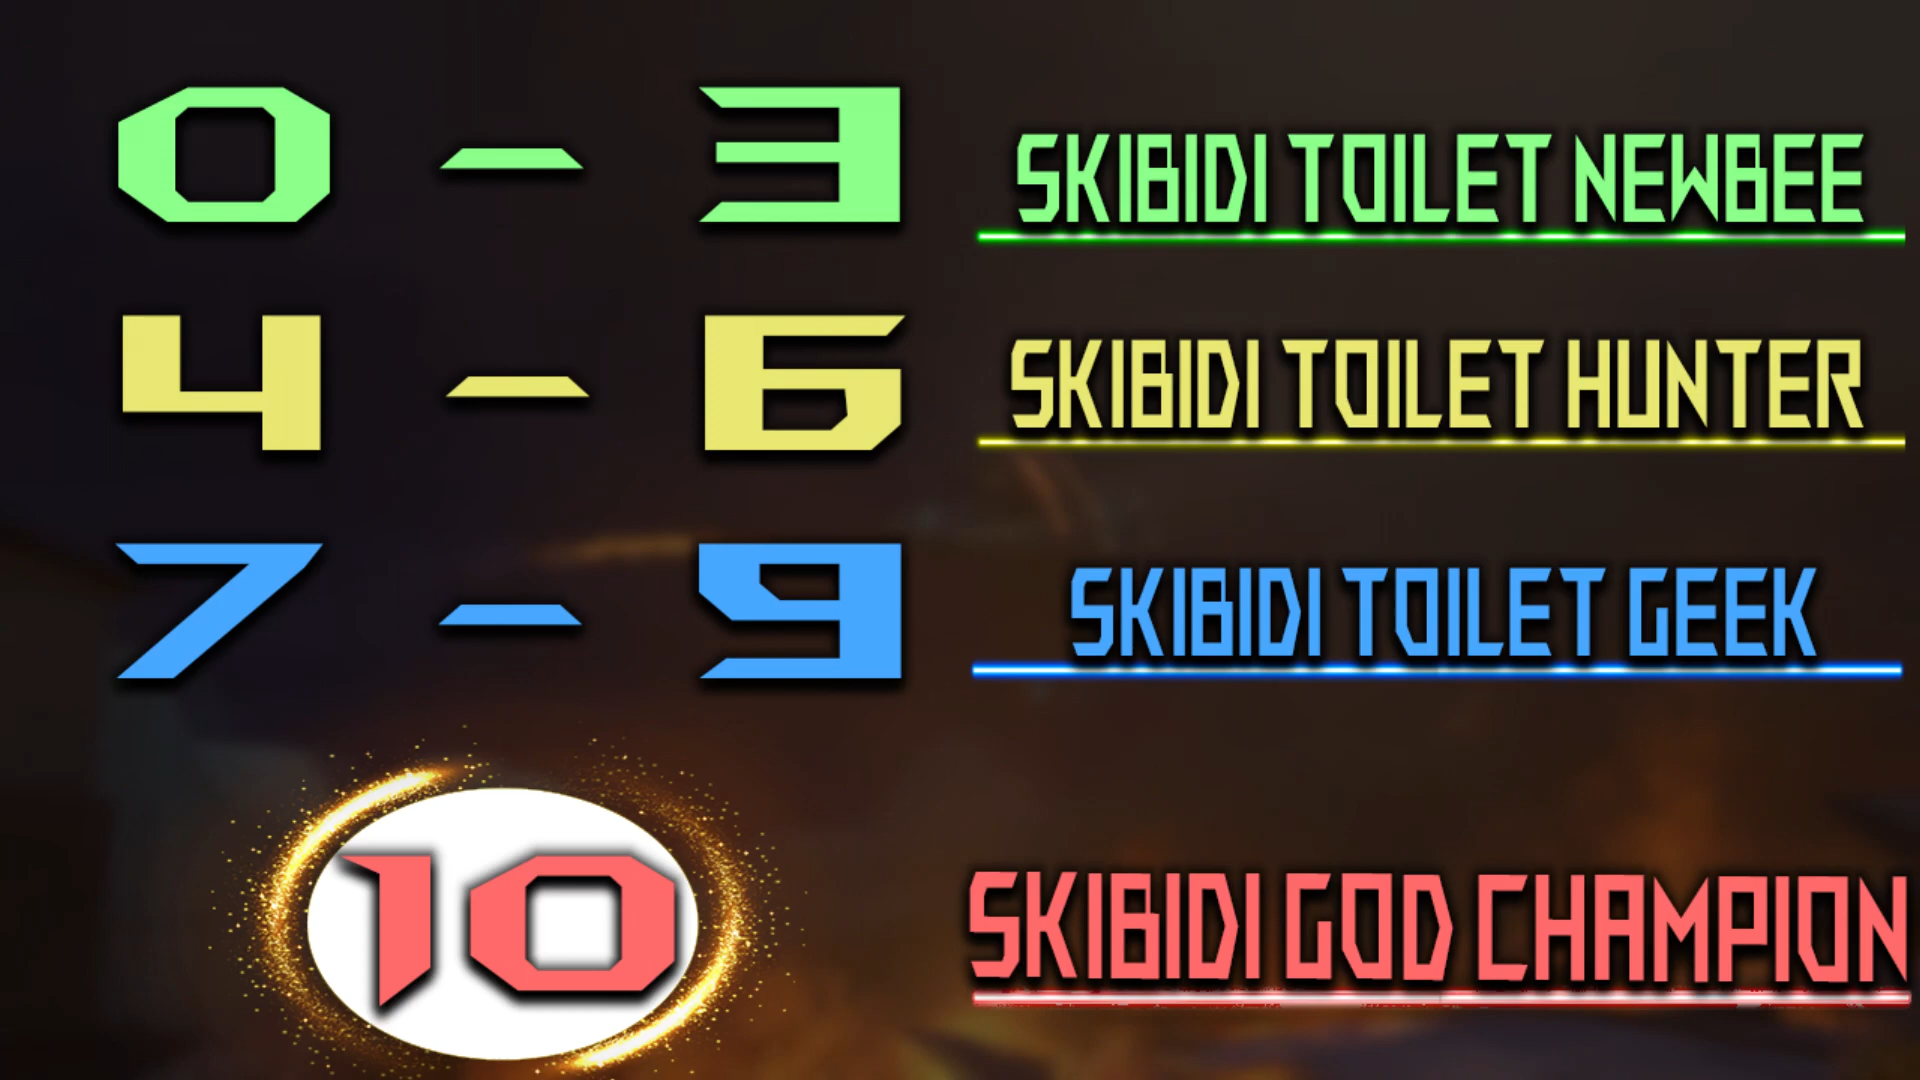 0 - 3 SKIBIDI TOILET NEWBEE
4 - 6 SKIBIDI TOILET HUNTER
7 - 9 SKIBIDI TOILET GEEK
10 SKIBIDI GOD CHAMPION